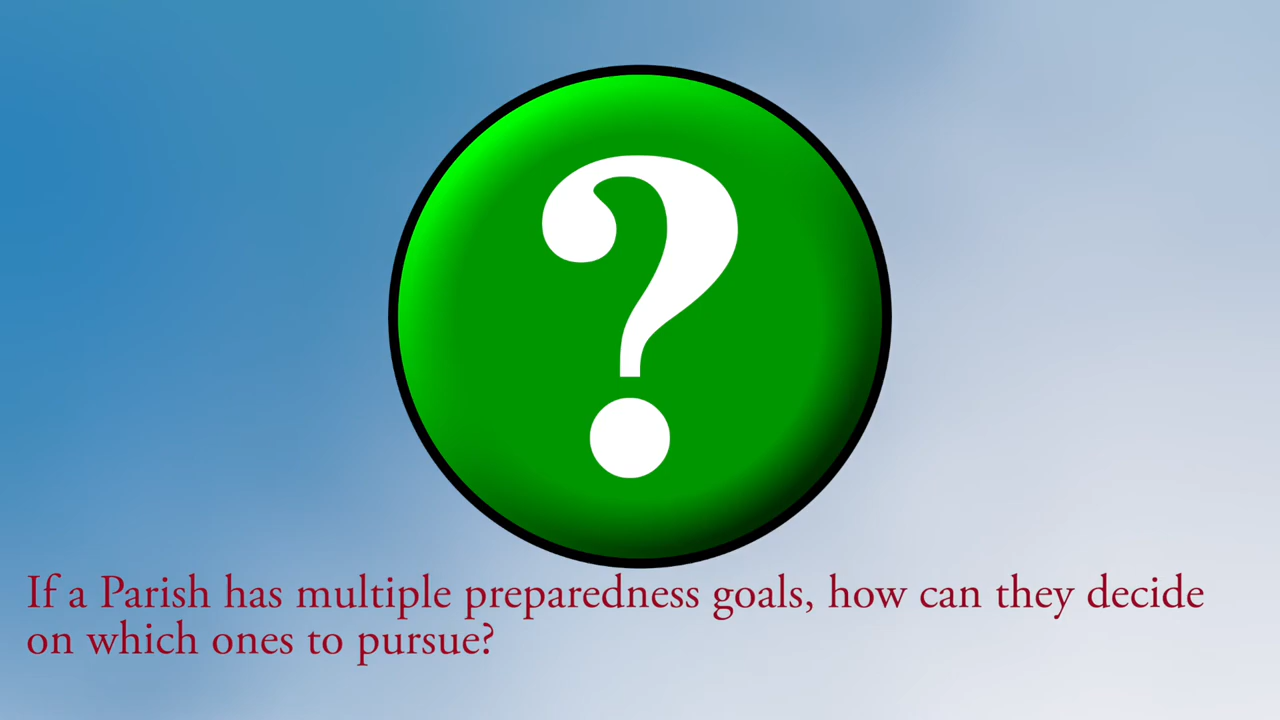 ?
If a Parish has multiple preparedness goals, how can they decide
on which ones to pursue?